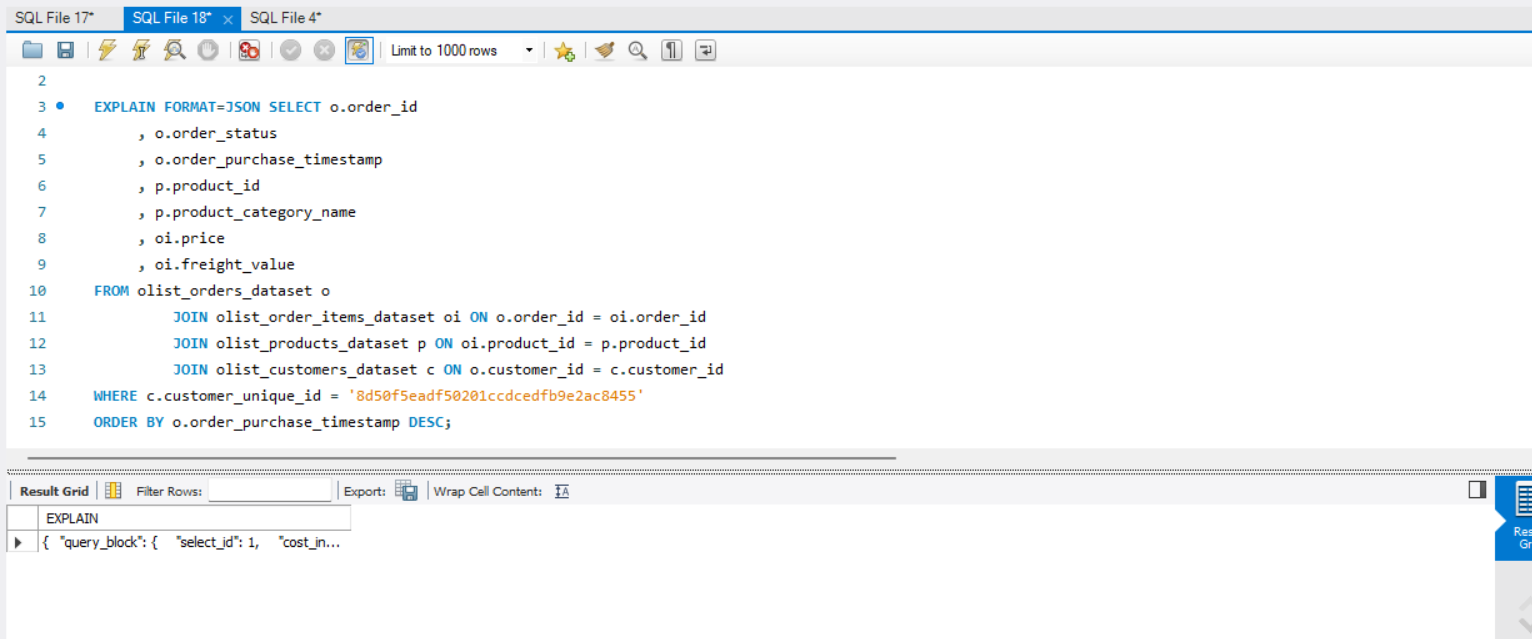 SQL File 17* SQL File 18* × SQL File 4*
Limit to 1000 rows
2
3 EXPLAIN FORMAT=JSON SELECT o.order_id
4 , o.order_status
5 , o.order_purchase_timestamp
6 , p.product_id
7 , p.product_category_name
8 , oi.price
9 , oi.freight_value
10 FROM olist_orders_dataset o
11 JOIN olist_order_items_dataset oi ON o.order_id = oi.order_id
12 JOIN olist_products_dataset p ON oi.product_id = p.product_id
13 JOIN olist_customers_dataset c ON o.customer_id = c.customer_id
14 WHERE c.customer_unique_id = '8d50f5eadf50201ccdcedfb9e2ac8455'
15 ORDER BY o.order_purchase_timestamp DESC;
Result Grid Filter Rows: Export: Wrap Cell Content: IA
EXPLAIN
{ "query_block": { "select_id": 1, "cost_in...
Res
Gr